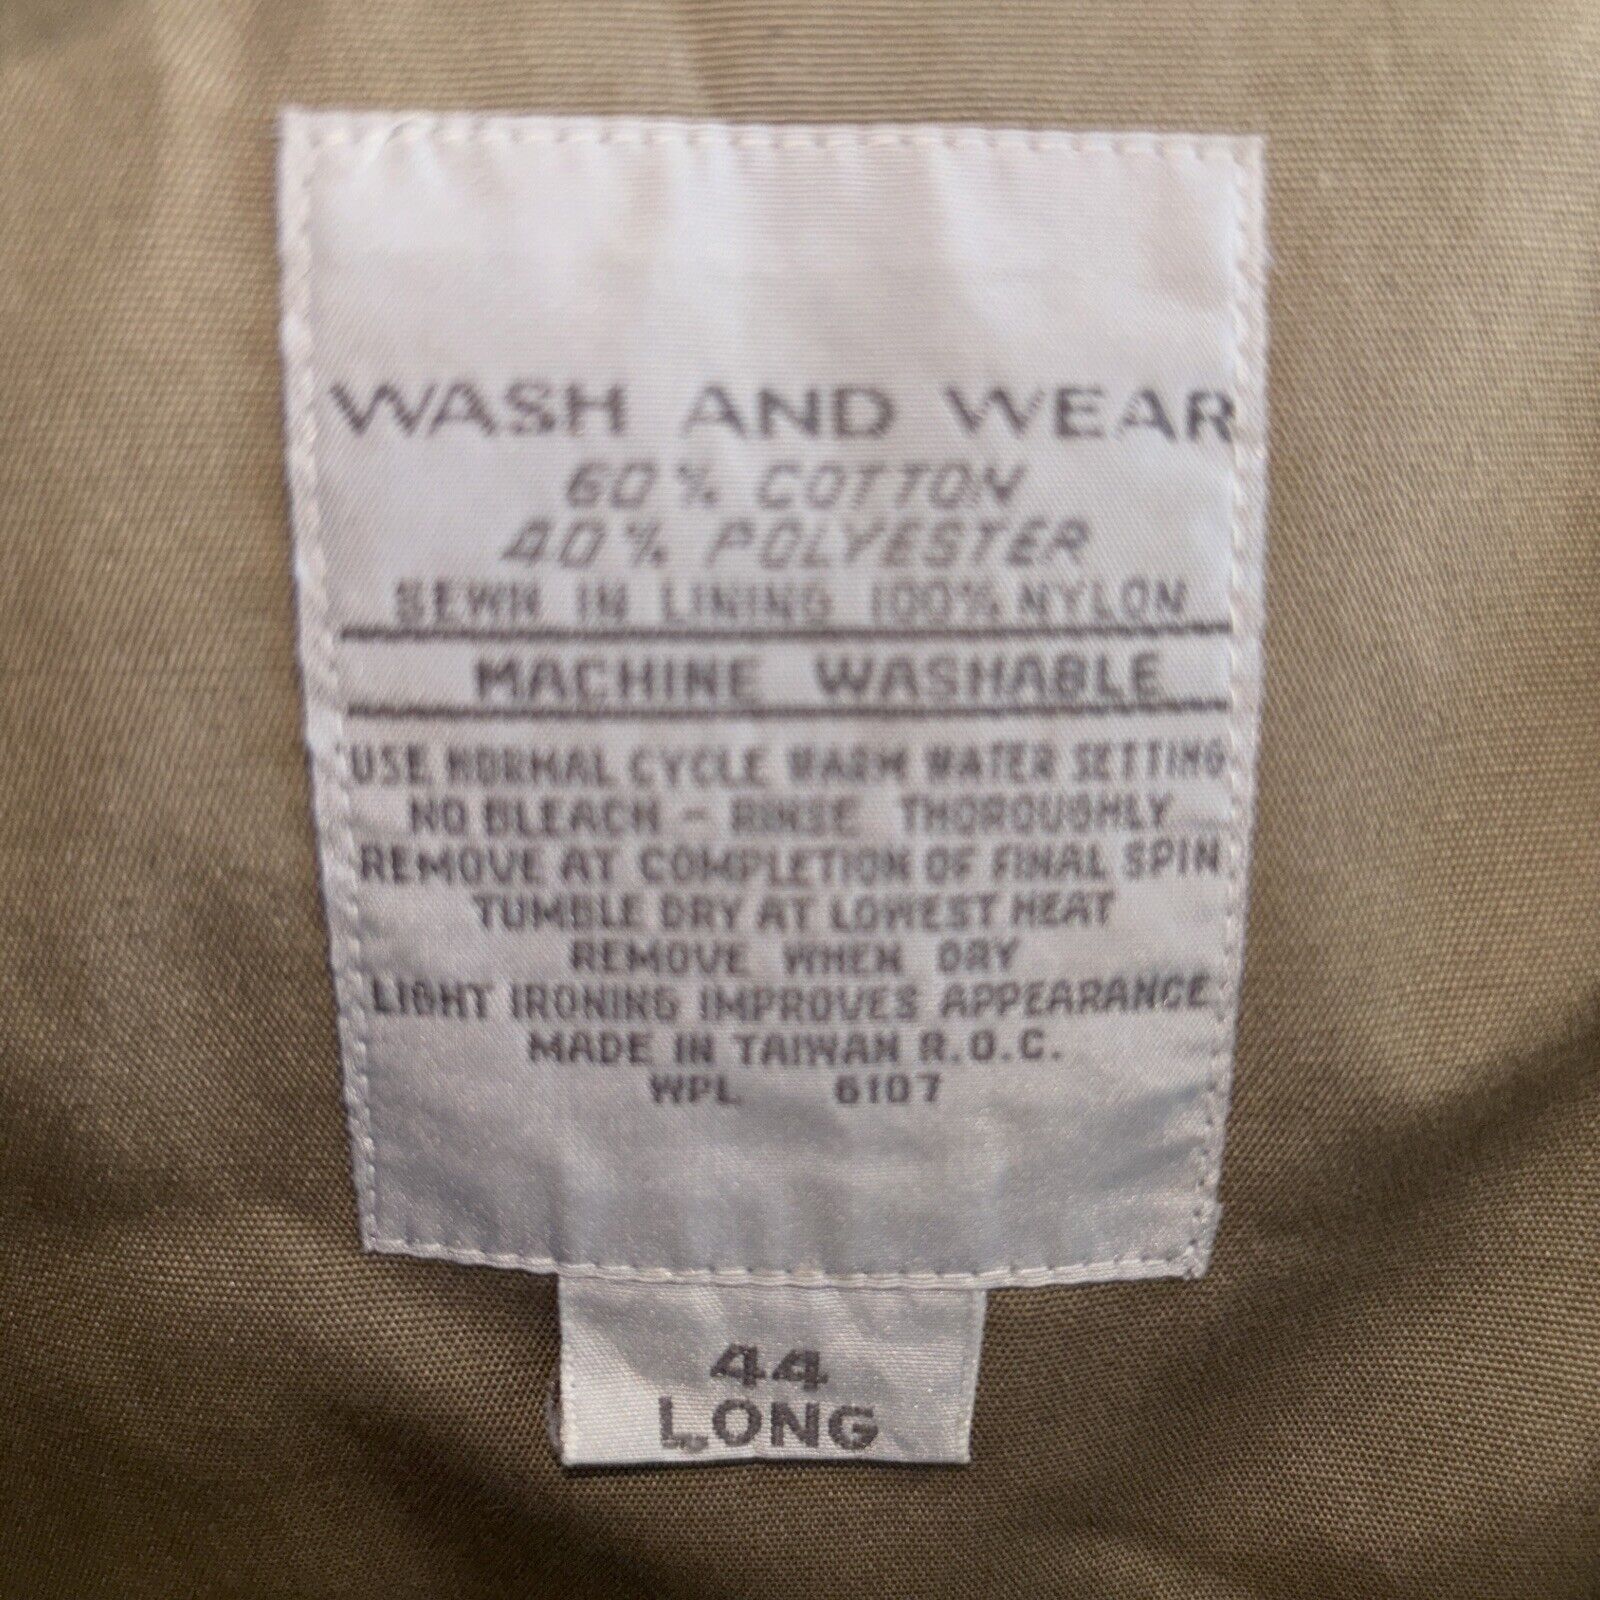 WASH AND WEAR
60% COTTON
40% POLYESTER
SEWN IN LINING 100% NYLON
MACHINE WASHABLE
USE NORMAL CYCLE WARM WATER SETTING
NO BLEACH - RINSE THOROUGHLY
REMOVE AT COMPLETION OF FINAL SPIN
TUMBLE DRY AT LOWEST HEAT
REMOVE WHEN DRY
LIGHT IRONING IMPROVES APPEARANCE
MADE IN TAIWAN R.O.C.
WPL 6107
44
LONG